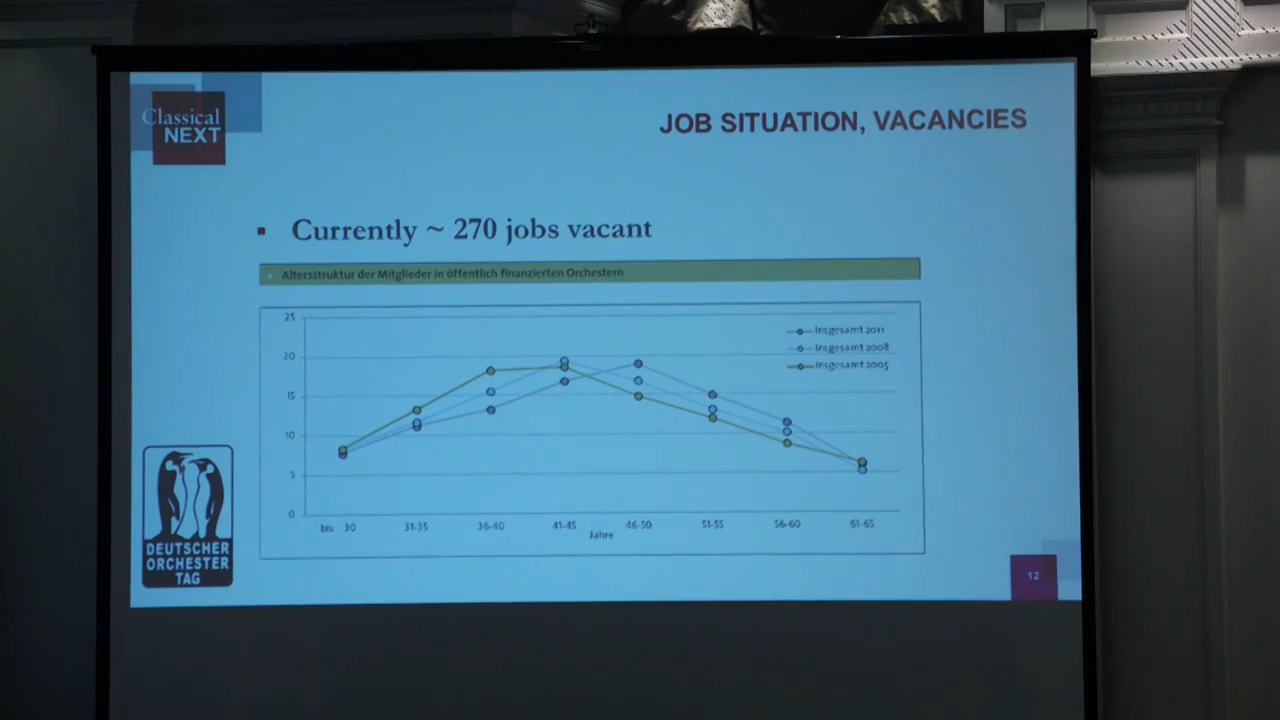 Classical
NEXT
JOB SITUATION, VACANCIES
Currently ~ 270 jobs vacant
Altersstruktur der Mitglieder in öffentlich finanzierten Orchestern
25
20
15
10
5
0
Insgesamt 2011
Insgesamt 2008
Insgesamt 2005
bis 30
31-35
36-40
41-45
46-50
51-55
56-60
61-65
Jahre
DEUTSCHER
ORCHESTER
TAG
12